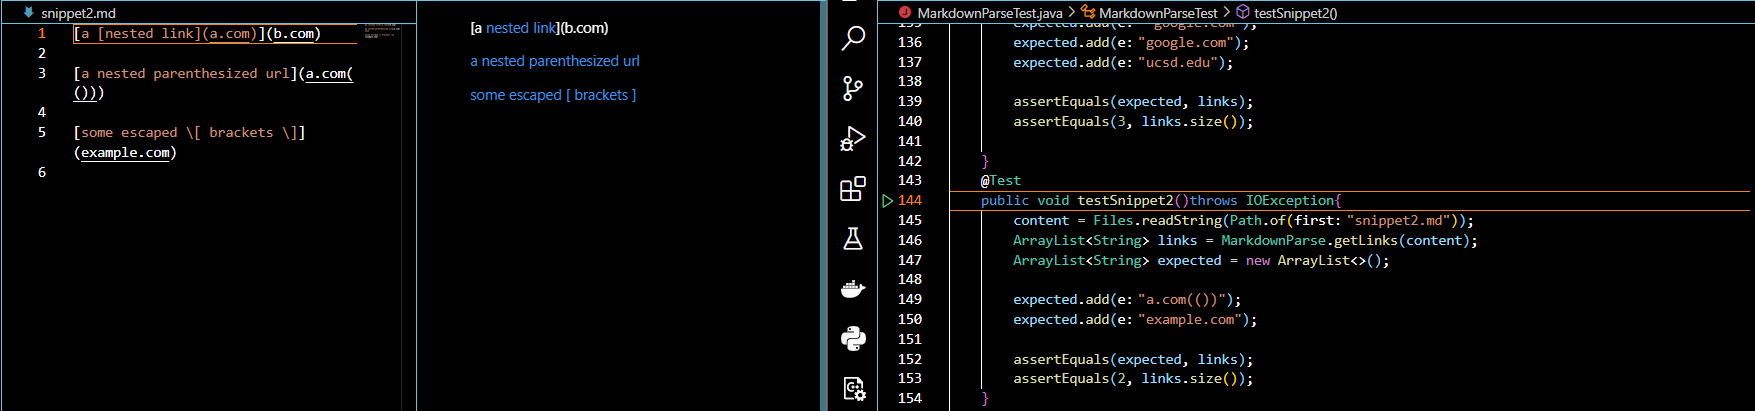 snippet2.md
1 [a [nested link](a.com)](b.com)
2
3 [a nested parenthesized url](a.com(
(()))
4
5 [some escaped \[ brackets \]]
(example.com)
6
[a nested link](b.com)
a nested parenthesized url
some escaped [ brackets ]
MarkdownParseTest.java > MarkdownParseTest > testSnippet2()
135 expected.add(e: "google.com");
136 expected.add(e: "google.com");
137 expected.add(e: "ucsd.edu");
138
139 assertEquals(expected, links);
140 assertEquals(3, links.size());
141
142 }
143 @Test
144 public void testSnippet2()throws IOException{
145 content = Files.readString(Path.of(first: "snippet2.md"));
146 ArrayList<String> links = MarkdownParse.getLinks(content);
147 ArrayList<String> expected = new ArrayList<>();
148
149 expected.add(e: "a.com(())");
150 expected.add(e: "example.com");
151
152 assertEquals(expected, links);
153 assertEquals(2, links.size());
154 }